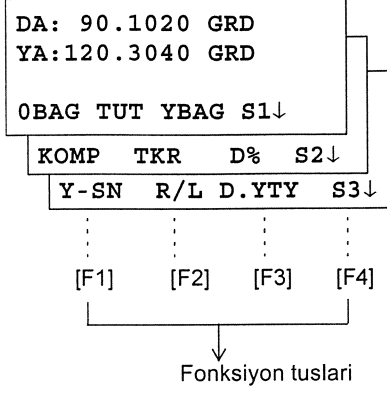 DA: 90.1020 GRD
YA:120.3040 GRD
0BAG TUT YBAG S1↓
KOMP TKR D% S2↓
Y-SN R/L D.YTY S3↓
[F1] [F2] [F3] [F4]
Fonksiyon tuslari